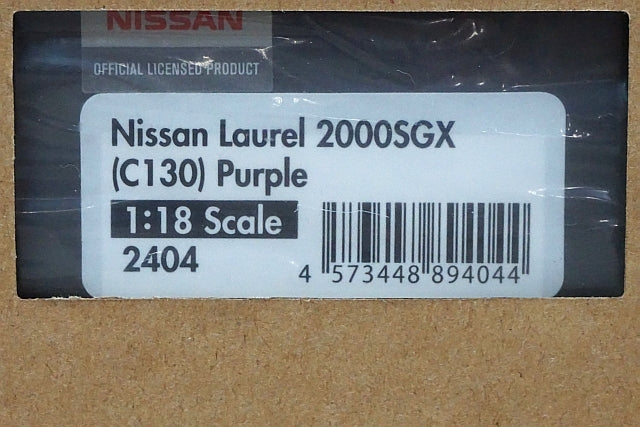 NISSAN
OFFICIAL LICENSED PRODUCT
Nissan Laurel 2000SGX
(C130) Purple
1:18 Scale
2404
4 573448 894044